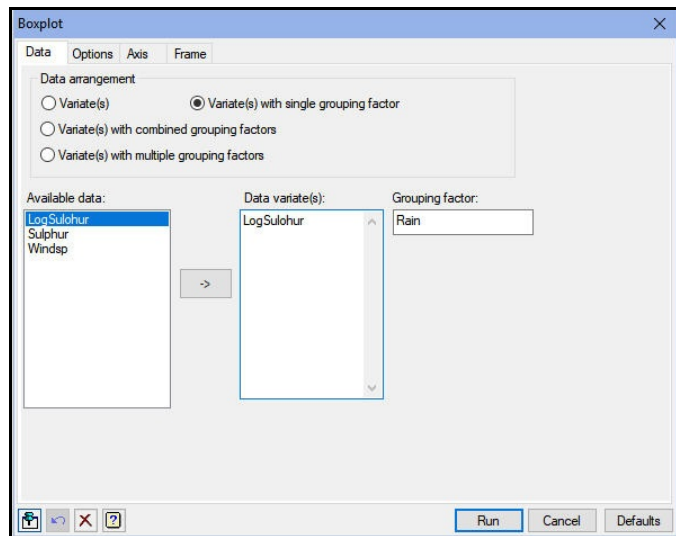 Boxplot
Data Options Axis Frame
Data arrangement
Variate(s) Variate(s) with single grouping factor
Variate(s) with combined grouping factors
Variate(s) with multiple grouping factors
Available data: Data variate(s): Grouping factor:
LogSulohur LogSulohur Rain
Sulphur
Windsp
->
Run Cancel Defaults